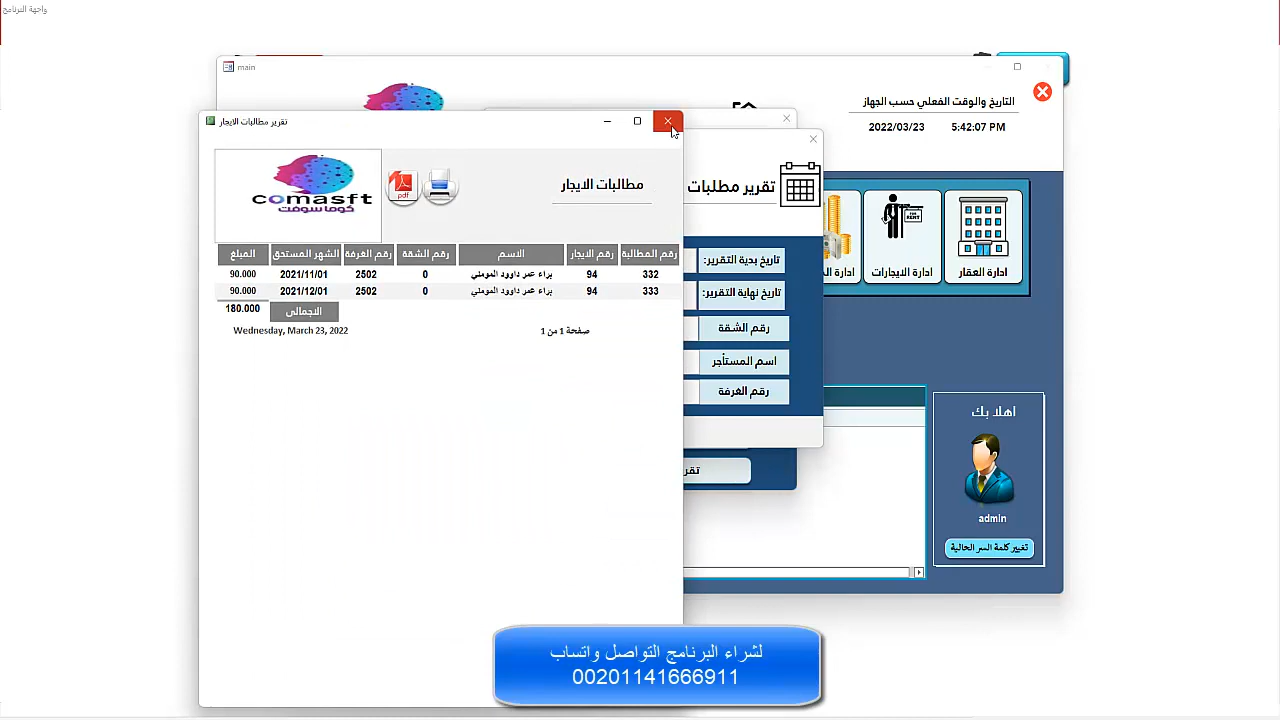 واجهة البرنامج
main
التاريخ والوقت الفعلي حسب الجهاز
2022/03/23 5:42:07 PM
تقرير مطالبات الايجار
comasft
كوماسوفت
pdf
مطالبات الايجار
تقرير مطلبات
رقم المطالبة رقم الايجار الاسم رقم الشقة رقم الغرفة الشهر المستحق المبلغ
332 94 براء عمر داوود المومني 0 2502 2021/11/01 90.000
333 94 براء عمر داوود المومني 0 2502 2021/12/01 90.000
الاجمالى 180.000
صفحة 1 من 1 Wednesday, March 23, 2022
تاريخ بدية التقرير:
تاريخ نهاية التقرير:
رقم الشقة
اسم المستأجر
رقم الغرفة
ادارة العقار
ادارة الايجارات
ادارة
تقر
اهلا بك
admin
تغيير كلمة السر الحالية
لشراء البرنامج التواصل واتساب
00201141666911